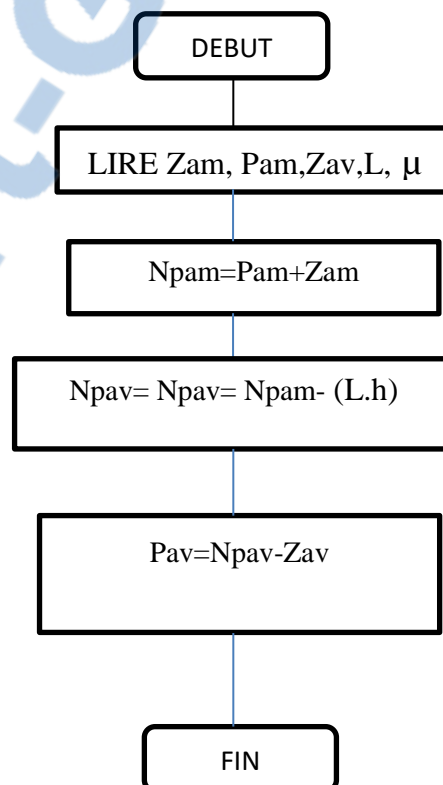 DEBUT
LIRE Zam, Pam,Zav,L, µ
Npam=Pam+Zam
Npav= Npav= Npam- (L.h)
Pav=Npav-Zav
FIN